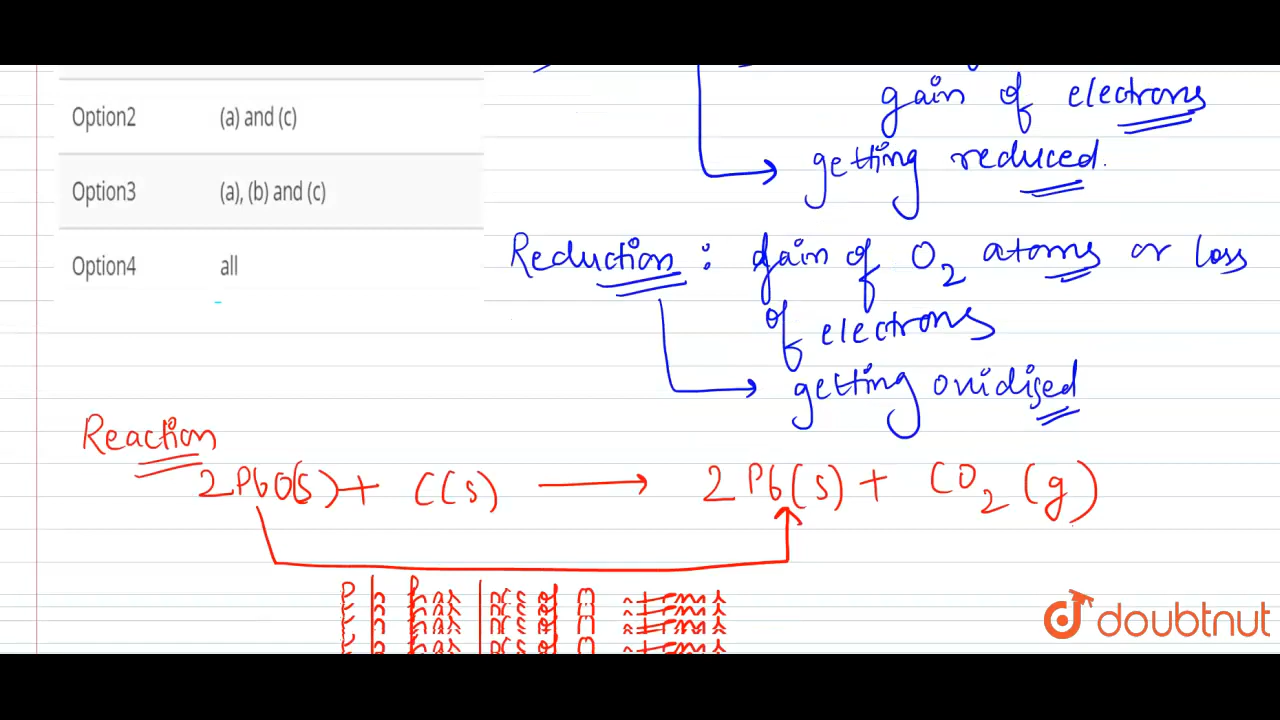 gain of electrons
Option2 (a) and (c)
getting reduced.
Option3 (a), (b) and (c)
Reduction : gain of O2 atoms or loss
Option4 all
of electrons
getting oxidised
Reaction
2PbO(s) + C(s) → 2Pb(s) + CO2(g)
doubtnut